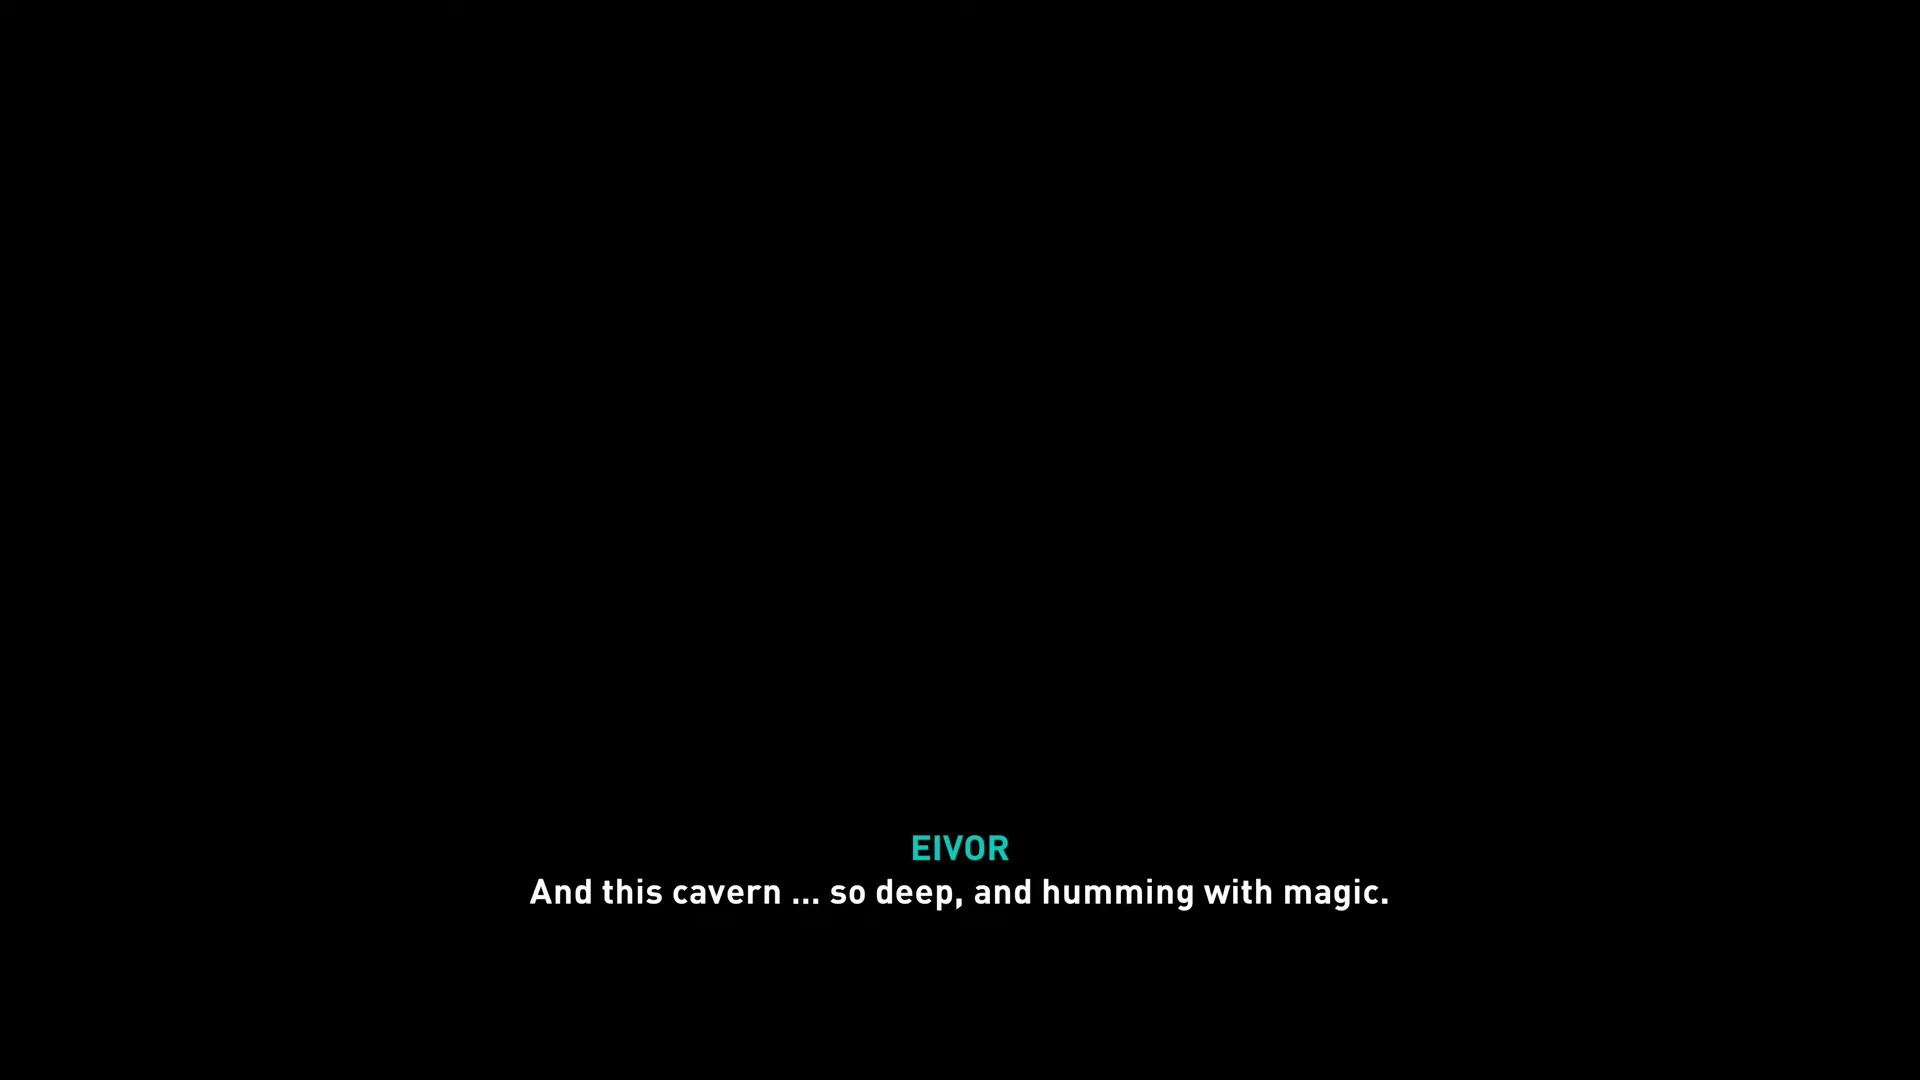 EIVOR
And this cavern ... so deep, and humming with magic.